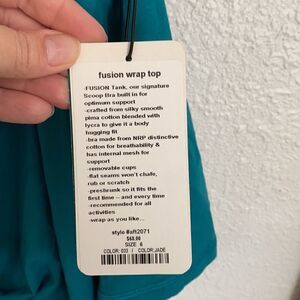 fusion wrap top
-FUSION Tank, our signature
Scoop Bra built in for
optimum support
-crafted from silky smooth
pima cotton blended with
lycra to give it a body
hugging fit
-bra made from NRP distinctive
cotton for breathability &
has internal mesh for
support
-removable cups
-flat seams won't chafe,
rub or scratch
-preshrunk so it fits the
first time – and every time
-recommended for all
activities
-wrap as you like...
style #aft2071
$68.00
SIZE: 6
COLOR: 033 / COLOR:JADE